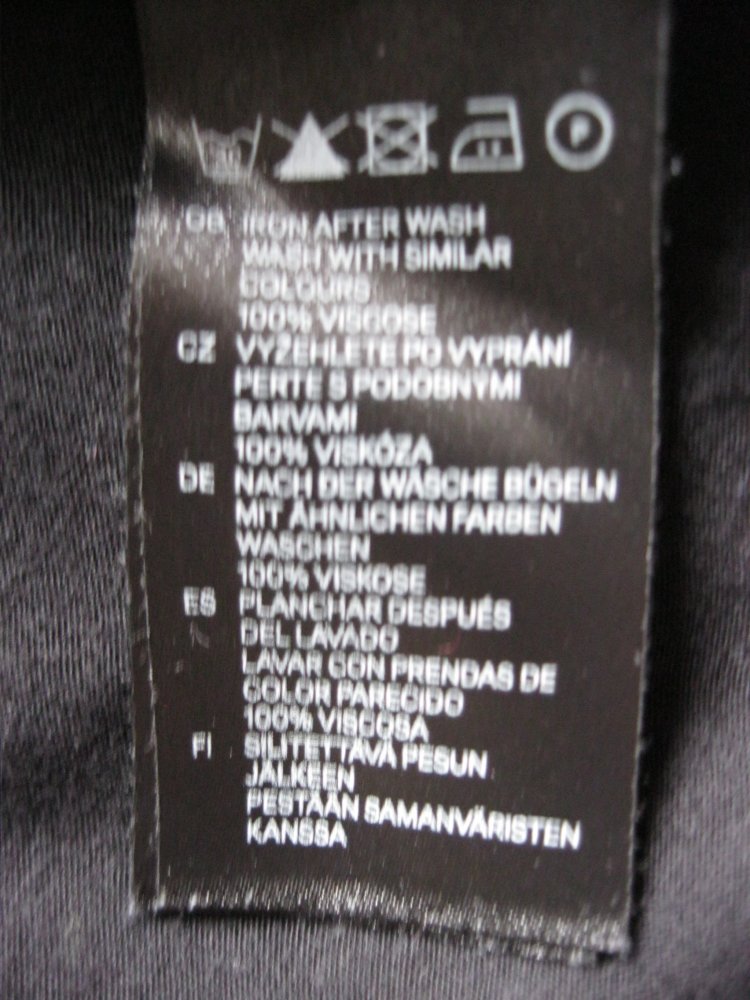 P
GB IRON AFTER WASH
WASH WITH SIMILAR
COLOURS
100% VISCOSE
CZ VYŽEHLETE PO VYPRÁNÍ
PERTE S PODOBNÝMI
BARVAMI
100% VISKÓZA
DE NACH DER WÄSCHE BÜGELN
MIT ÄHNLICHEN FARBEN
WASCHEN
100% VISKOSE
ES PLANCHAR DESPUÉS
DEL LAVADO
LAVAR CON PRENDAS DE
COLOR PARECIDO
100% VISCOSA
FI SILITETTÄVÄ PESUN
JÄLKEEN
PESTÄÄN SAMANVÄRISTEN
KANSSA